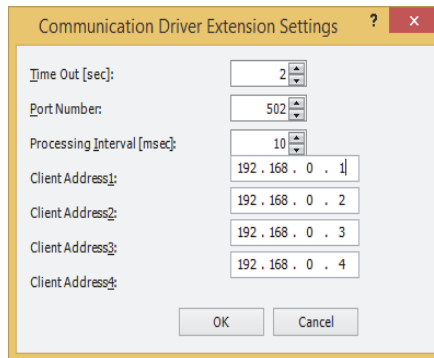 Communication Driver Extension Settings ? x
Time Out [sec]: 2
Port Number: 502
Processing Interval [msec]: 10
Client Address1: 192 . 168 . 0 . 1
Client Address2: 192 . 168 . 0 . 2
Client Address3: 192 . 168 . 0 . 3
Client Address4: 192 . 168 . 0 . 4
OK Cancel